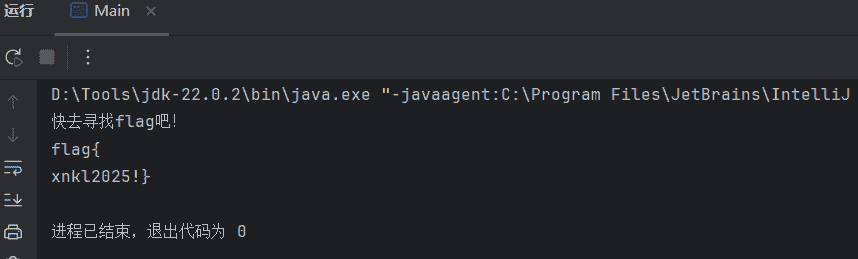 运行
Main
D:\Tools\jdk-22.0.2\bin\java.exe "-javaagent:C:\Program Files\JetBrains\IntelliJ
快去寻找flag吧！
flag{
xnkl2025!}
进程已结束，退出代码为 0